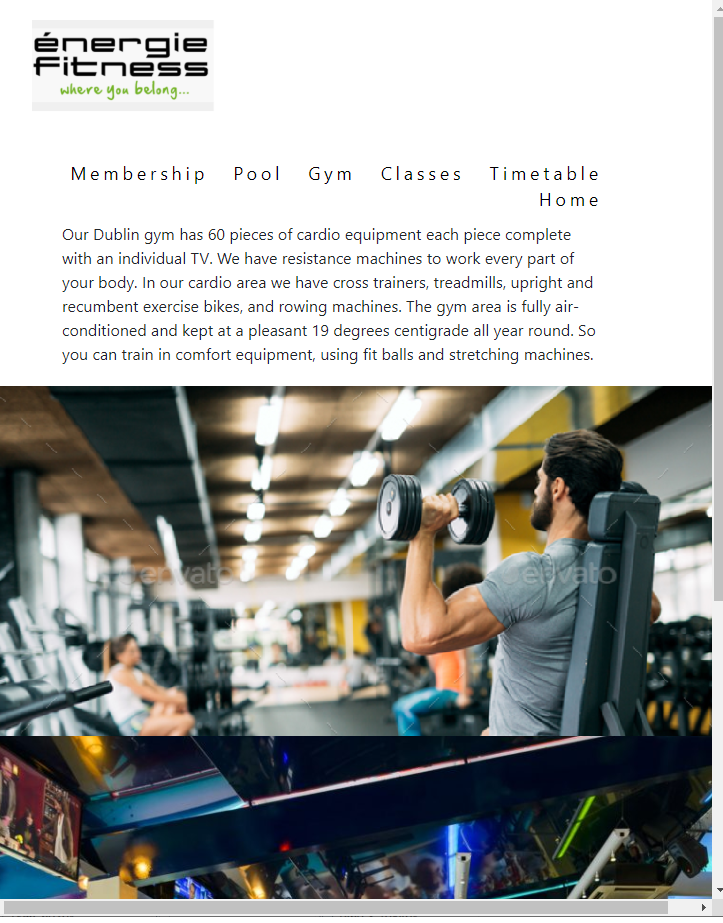 énergie
fitness
where you belong...
Membership Pool Gym Classes Timetable
Home
Our Dublin gym has 60 pieces of cardio equipment each piece complete
with an individual TV. We have resistance machines to work every part of
your body. In our cardio area we have cross trainers, treadmills, upright and
recumbent exercise bikes, and rowing machines. The gym area is fully air-
conditioned and kept at a pleasant 19 degrees centigrade all year round. So
you can train in comfort equipment, using fit balls and stretching machines.
envato envato